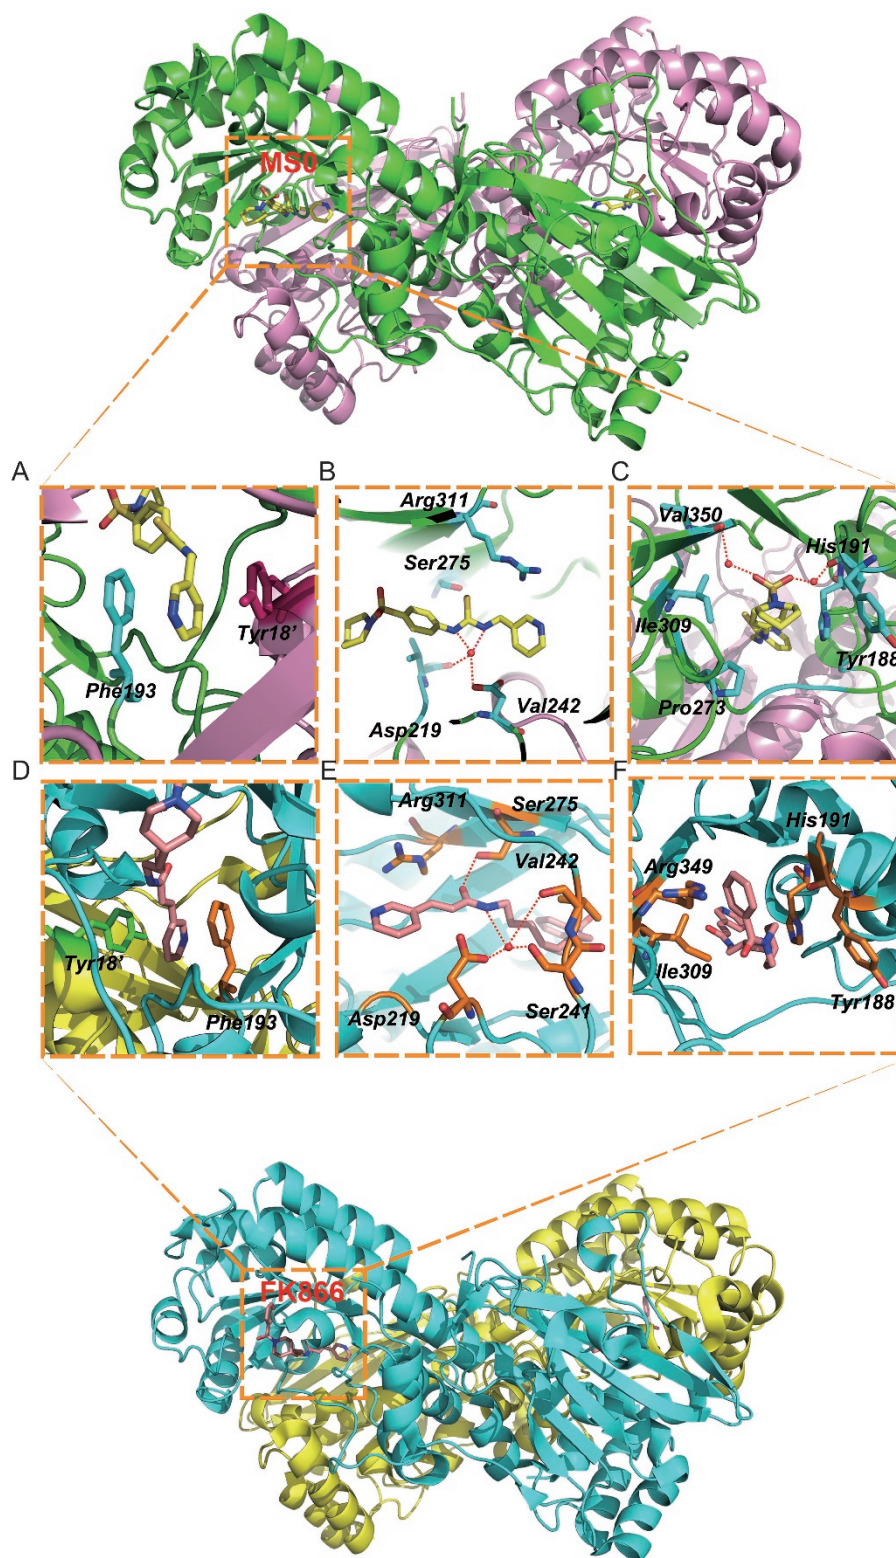 MS0
A
B
C
Arg311
Val350
Ser275
His191
Ile309
Tyr18'
Tyr188
Phe193
Pro273
Val242
Asp219
D
E
F
Arg311
Ser275
His191
Val242
Arg349
Tyr18'
Ile309
Phe193
Asp219
Ser241
Tyr188
FK866